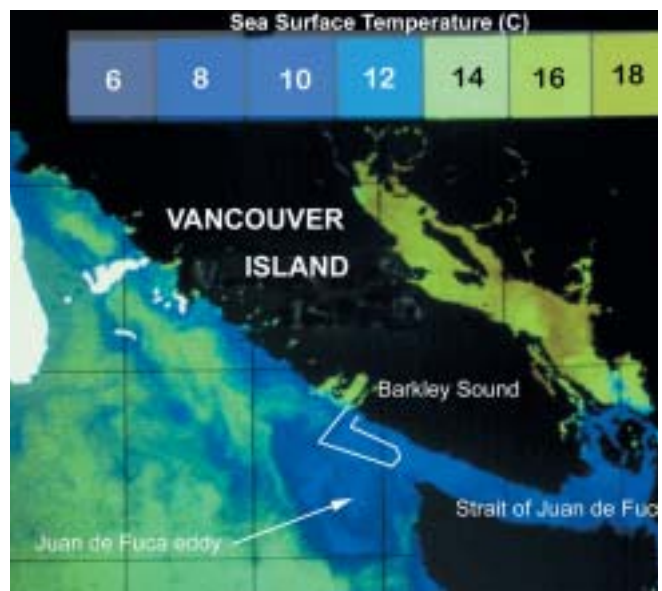 Sea Surface Temperature (C)
6 8 10 12 14 16 18
VANCOUVER
ISLAND
Barkley Sound
Strait of Juan de Fuc
Juan de Fuca eddy